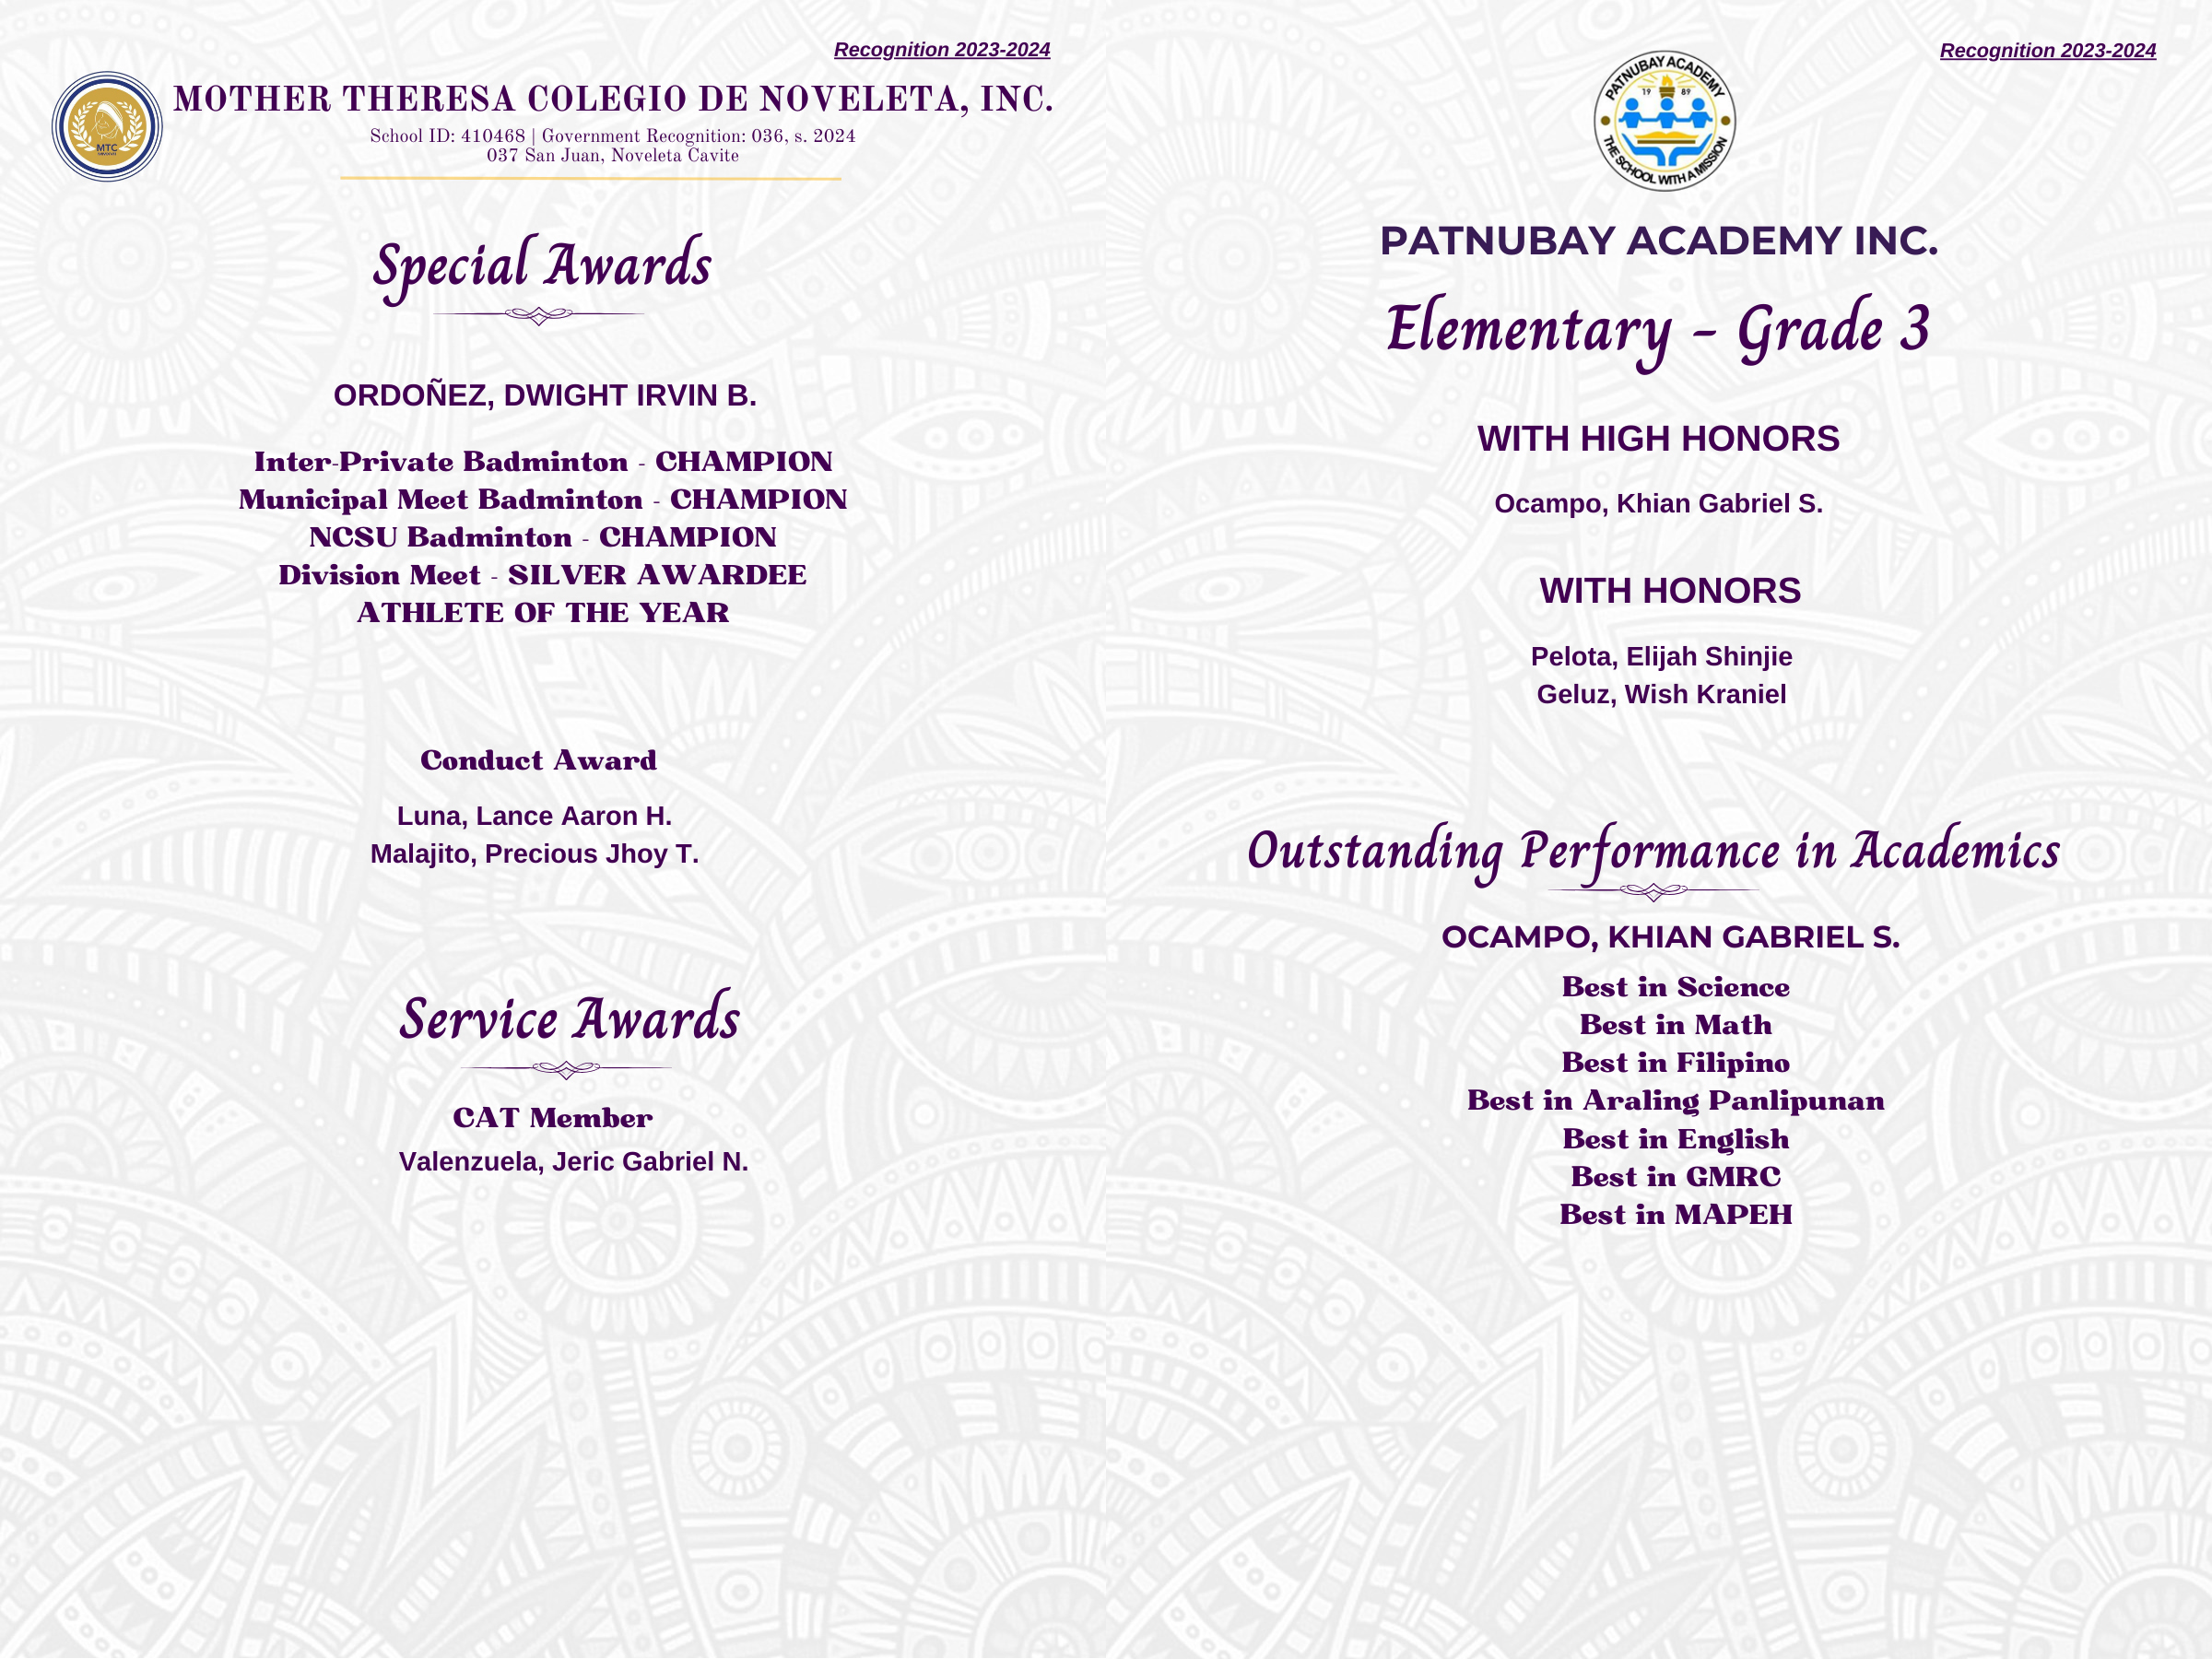 Recognition 2023-2024
MOTHER THERESA COLEGIO DE NOVELETA, INC.
School ID: 410468 | Government Recognition: 036, s. 2024
037 San Juan, Noveleta Cavite
MTC
Special Awards
ORDOÑEZ, DWIGHT IRVIN B.
Inter-Private Badminton - CHAMPION
Municipal Meet Badminton - CHAMPION
NCSU Badminton - CHAMPION
Division Meet - SILVER AWARDEE
ATHLETE OF THE YEAR
Conduct Award
Luna, Lance Aaron H.
Malajito, Precious Jhoy T.
Service Awards
CAT Member
Valenzuela, Jeric Gabriel N.
Recognition 2023-2024
PATNUBAY ACADEMY
19 89
THE SCHOOL WITH A MISSION
PATNUBAY ACADEMY INC.
Elementary - Grade 3
WITH HIGH HONORS
Ocampo, Khian Gabriel S.
WITH HONORS
Pelota, Elijah Shinjie
Geluz, Wish Kraniel
Outstanding Performance in Academics
OCAMPO, KHIAN GABRIEL S.
Best in Science
Best in Math
Best in Filipino
Best in Araling Panlipunan
Best in English
Best in GMRC
Best in MAPEH